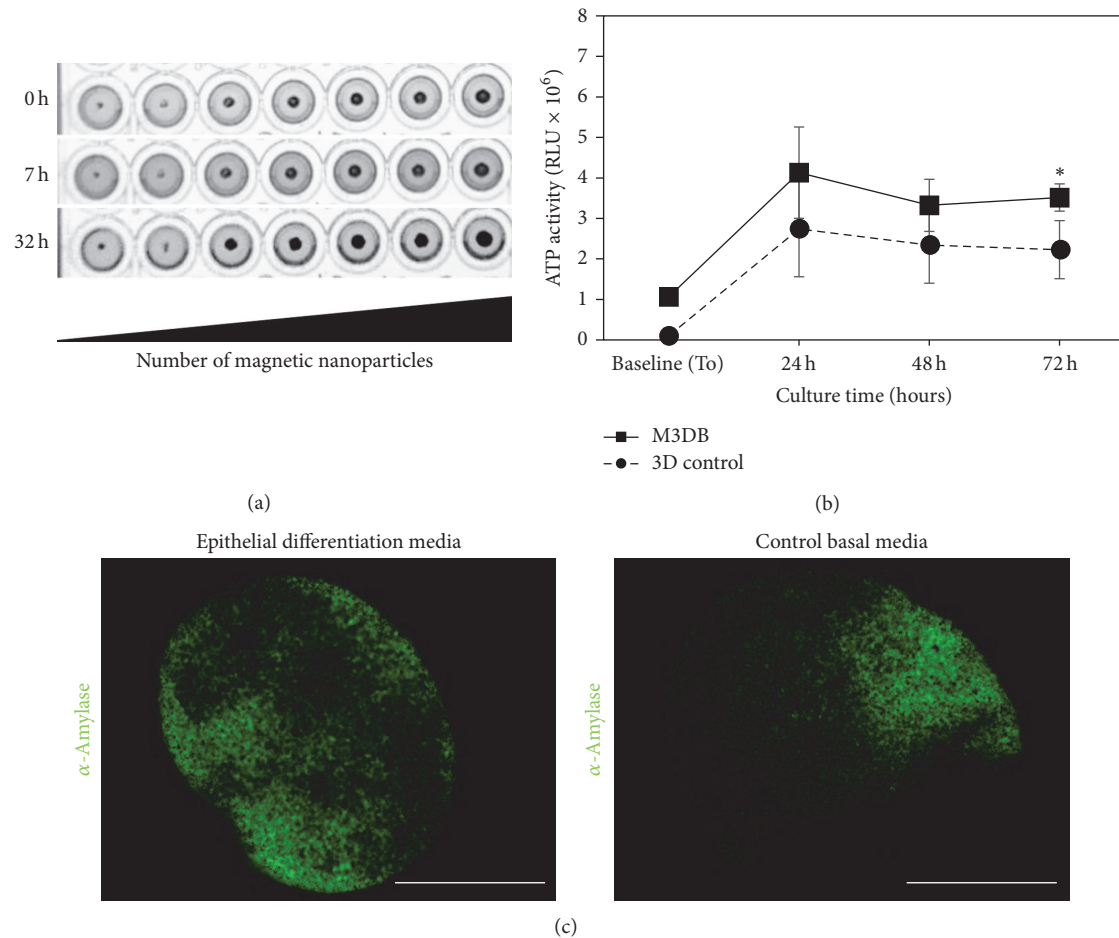 0 h
7 h
32 h
Number of magnetic nanoparticles
(a)
8
7
6
5
4
3
2
1
0
ATP activity (RLU × 10⁶)
*
Baseline (To) 24 h 48 h 72 h
Culture time (hours)
M3DB
3D control
(b)
Epithelial differentiation media
α-Amylase
Control basal media
α-Amylase
(c)